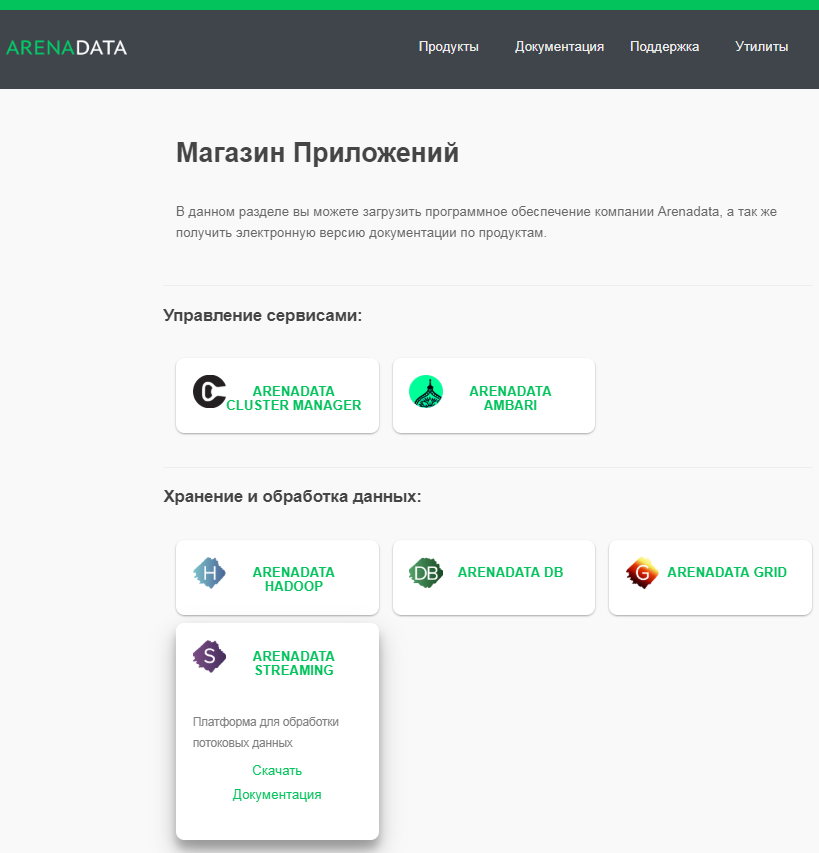 ARENADATA
Продукты Документация Поддержка Утилиты
Магазин Приложений
В данном разделе вы можете загрузить программное обеспечение компании Arenadata, а так же
получить электронную версию документации по продуктам.
Управление сервисами:
ARENADATA
CLUSTER MANAGER
ARENADATA
AMBARI
Хранение и обработка данных:
H
ARENADATA
HADOOP
DB
ARENADATA DB
G
ARENADATA GRID
S
ARENADATA
STREAMING
Платформа для обработки
потоковых данных
Скачать
Документация